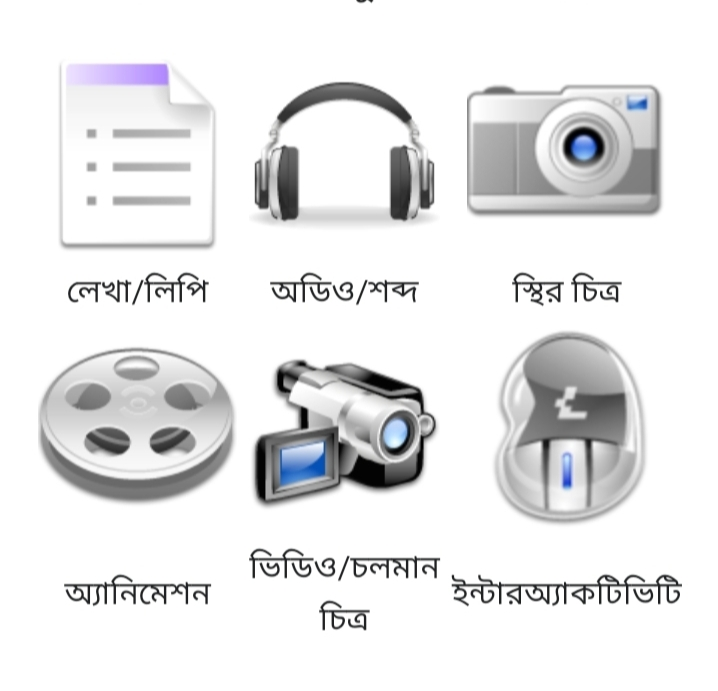 লেখা/লিপি
অডিও/শব্দ
স্থির চিত্র
অ্যানিমেশন
ভিডিও/চলমান
চিত্র
ইন্টারঅ্যাকটিভিটি